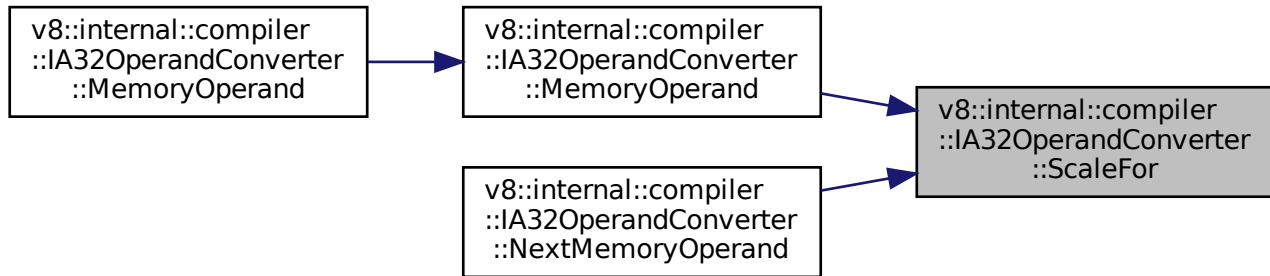 v8::internal::compiler
::IA32OperandConverter
::MemoryOperand
v8::internal::compiler
::IA32OperandConverter
::MemoryOperand
v8::internal::compiler
::IA32OperandConverter
::NextMemoryOperand
v8::internal::compiler
::IA32OperandConverter
::ScaleFor